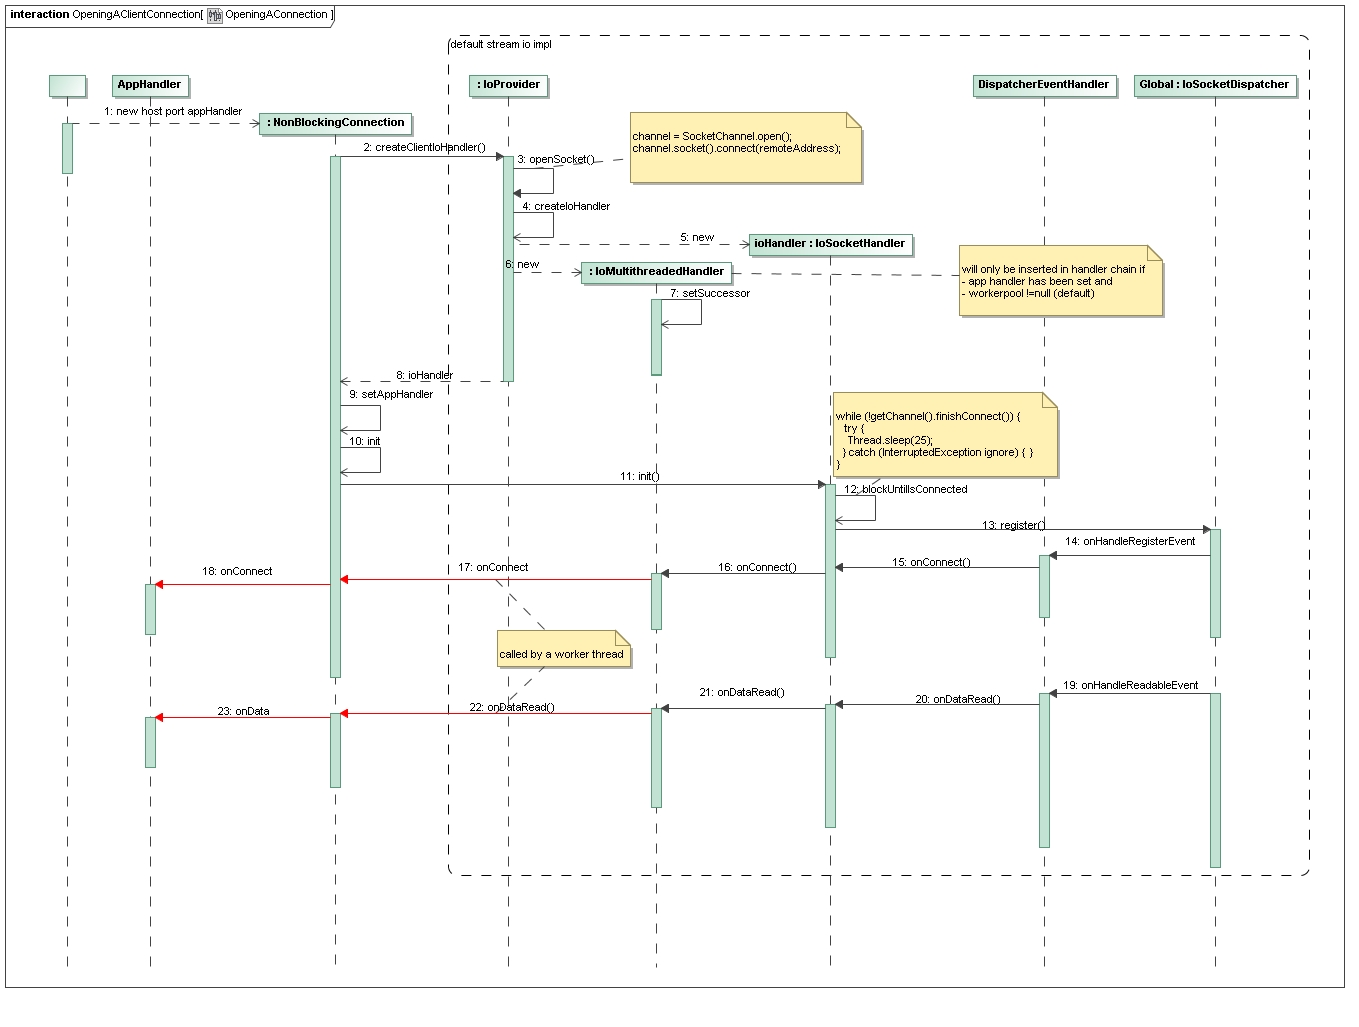 interaction OpeningAClientConnection[ OpeningAConnection ]
default stream io impl
AppHandler
: IoProvider
DispatcherEventHandler
Global : IoSocketDispatcher
1: new host port appHandler
: NonBlockingConnection
channel = SocketChannel.open();
channel.socket().connect(remoteAddress);
2: createClientIoHandler()
3: openSocket()
4: createIoHandler
5: new
ioHandler : IoSocketHandler
6: new
: IoMultithreadedHandler
will only be inserted in handler chain if
- app handler has been set and
- workerpool !=null (default)
7: setSuccessor
8: ioHandler
9: setAppHandler
while (!getChannel().finishConnect()) {
try {
Thread.sleep(25);
} catch (InterruptedException ignore) { }
}
10: init
11: init()
12: blockUntilIsConnected
13: register()
14: onHandleRegisterEvent
15: onConnect()
16: onConnect()
17: onConnect
18: onConnect
called by a worker thread
19: onHandleReadableEvent
20: onDataRead()
21: onDataRead()
22: onDataRead()
23: onData